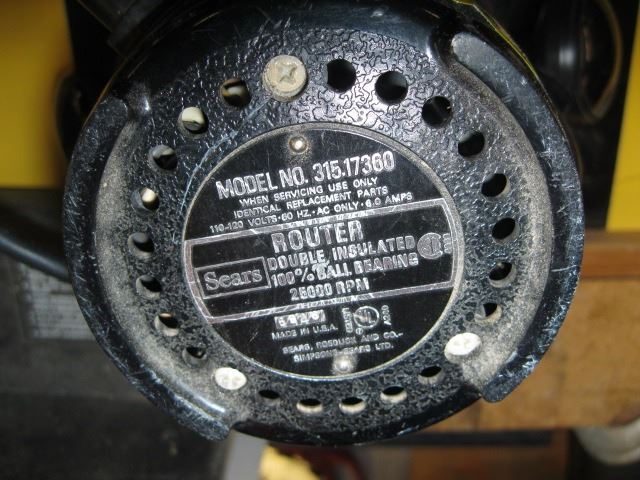 MODEL NO. 315.17360
WHEN SERVICING USE ONLY
IDENTICAL REPLACEMENT PARTS
110-120 VOLTS-60 HZ.-AC ONLY-6.0 AMPS
ROUTER
Sears
DOUBLE INSULATED
100% BALL BEARING
25000 RPM
MADE IN U.S.A.
SEARS, ROEBUCK AND CO.-
SIMPSONS-SEARS LTD.